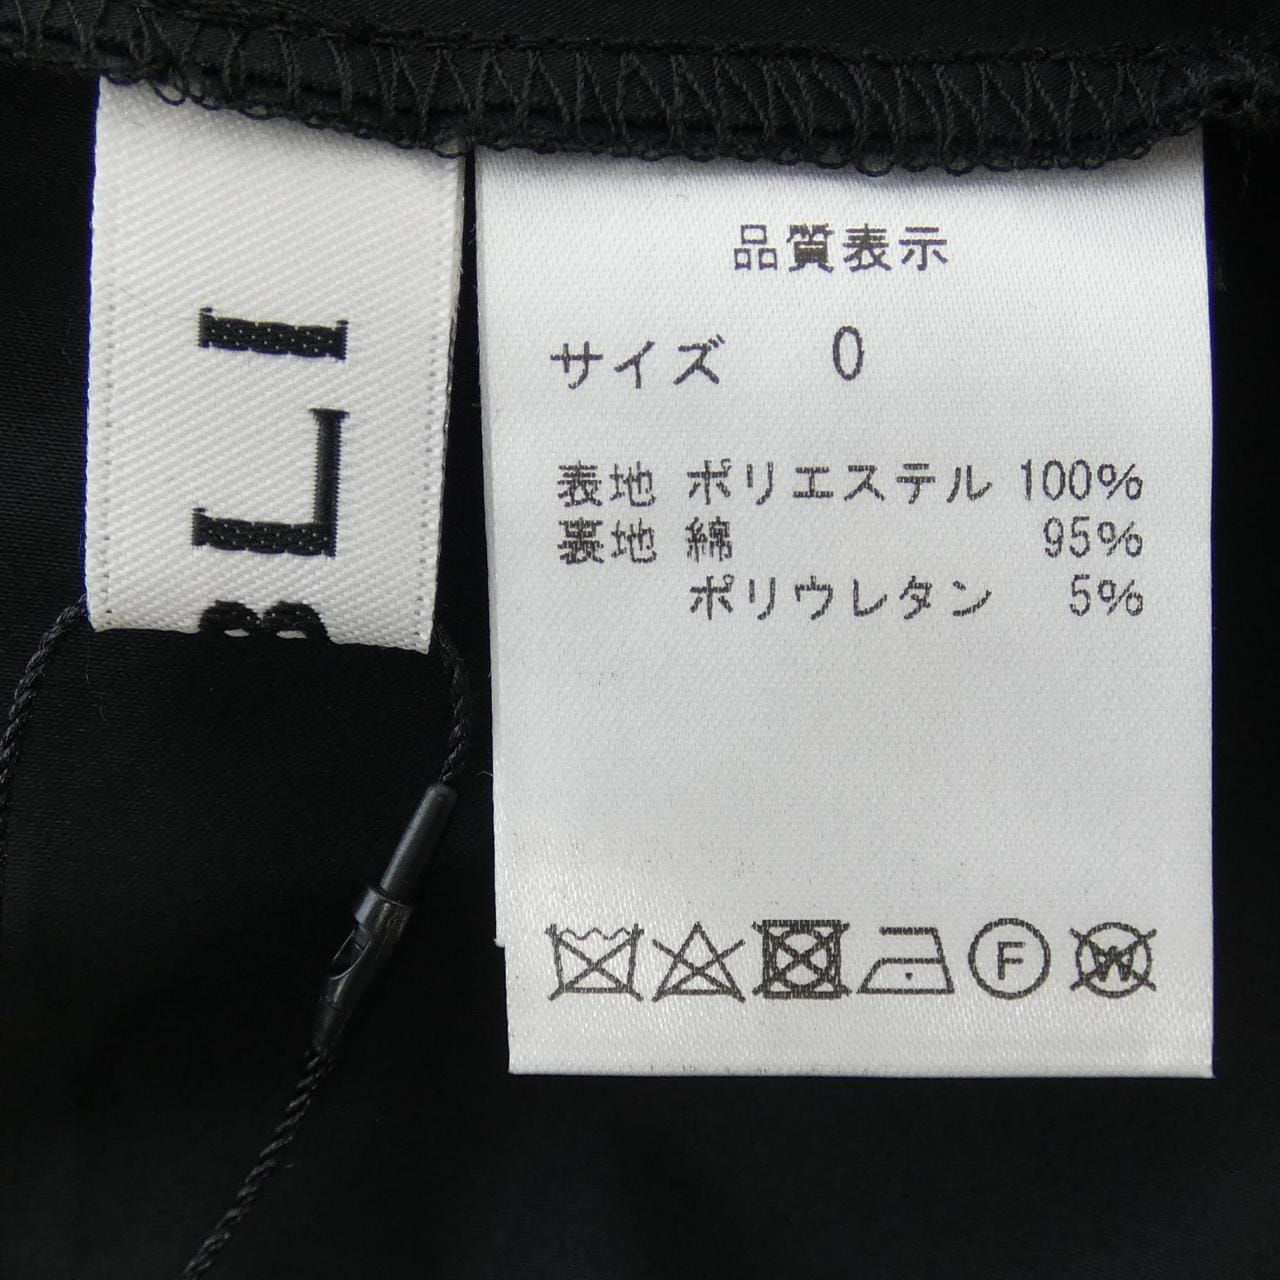 BLI
品質表示
サイズ 0
表地 ポリエステル 100%
裏地 綿 95%
ポリウレタン 5%
F
W